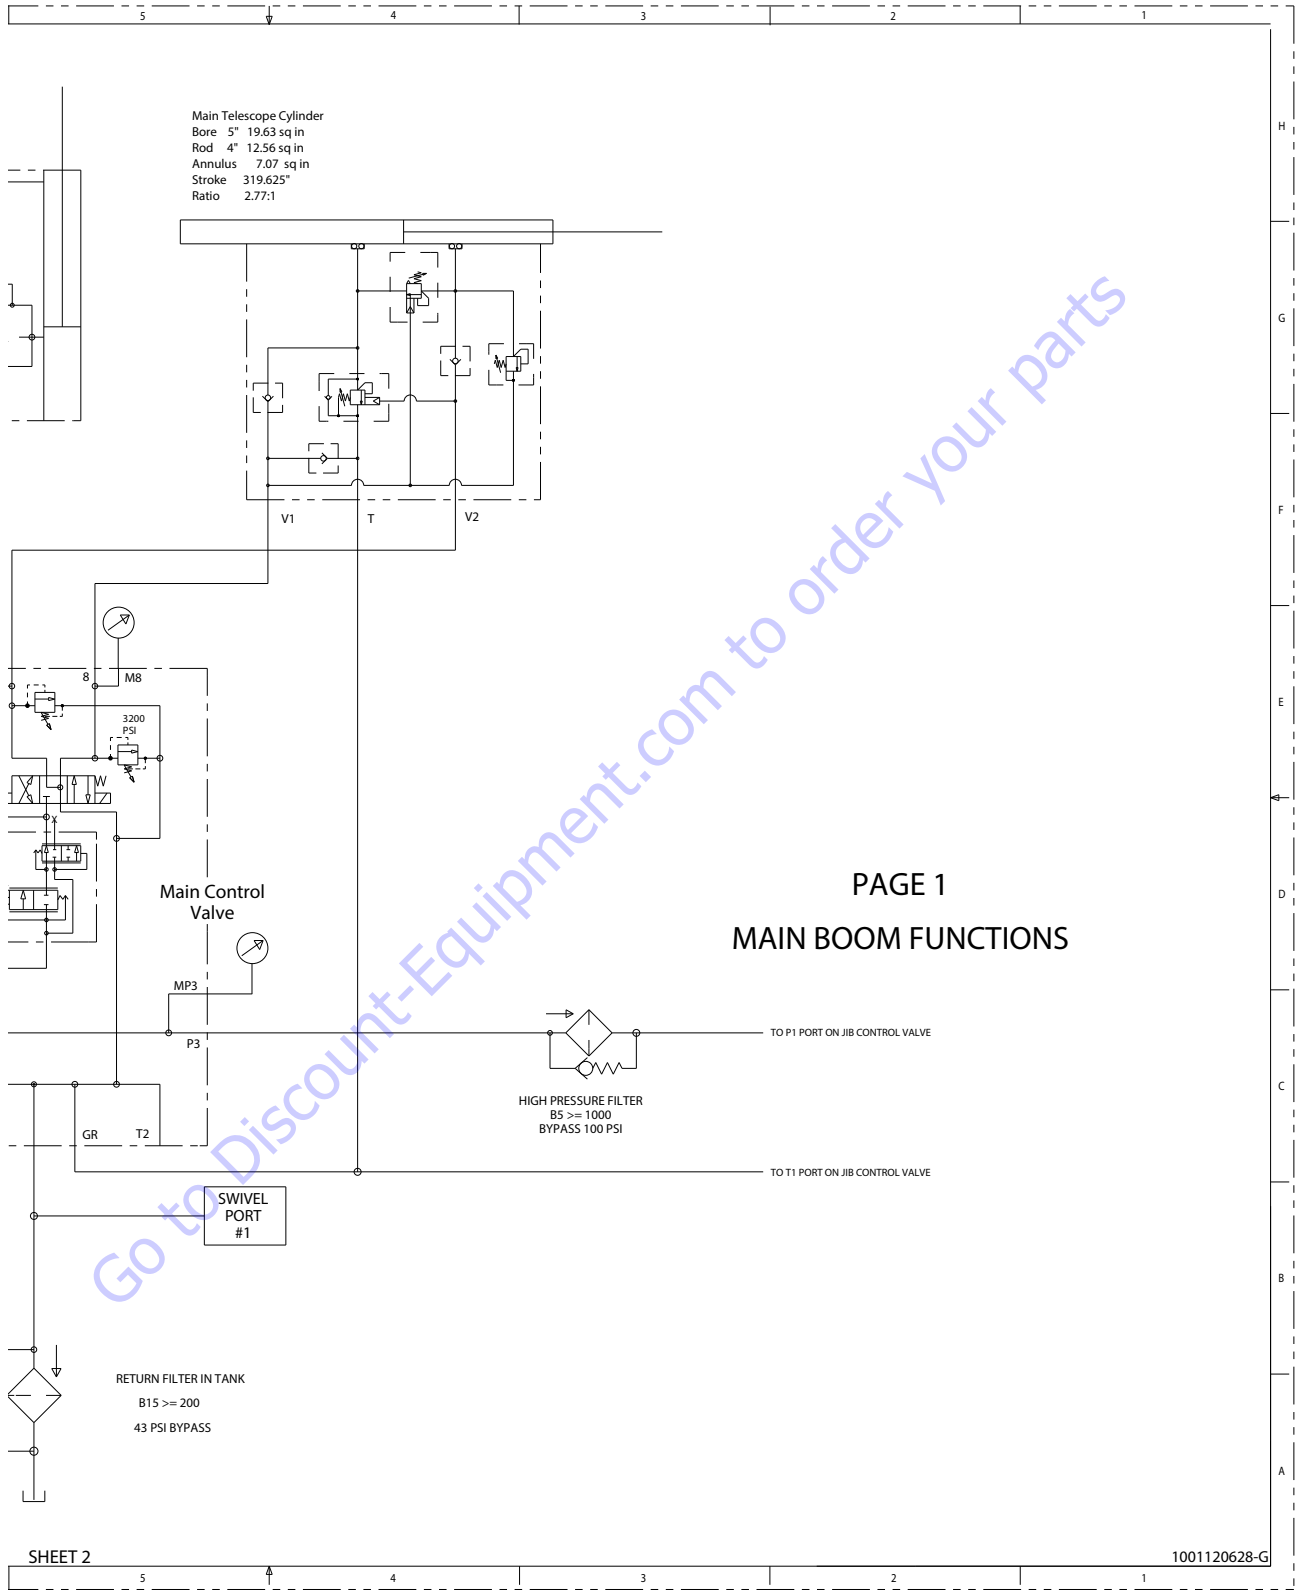 5 4 3 2 1
Main Telescope Cylinder
Bore 5" 19.63 sq in
Rod 4" 12.56 sq in
Annulus 7.07 sq in
Stroke 319.625"
Ratio 2.77:1
H
G
F
V1 T V2
8 M8
E
3200
PSI
Main Control
Valve
PAGE 1
D
MAIN BOOM FUNCTIONS
MP3
P3
TO P1 PORT ON JIB CONTROL VALVE
C
HIGH PRESSURE FILTER
B5 >= 1000
BYPASS 100 PSI
GR T2
TO T1 PORT ON JIB CONTROL VALVE
SWIVEL
PORT
#1
B
RETURN FILTER IN TANK
B15 >= 200
43 PSI BYPASS
A
SHEET 2
1001120628-G
5 4 3 2 1
Go to Discount-Equipment.com to order your parts